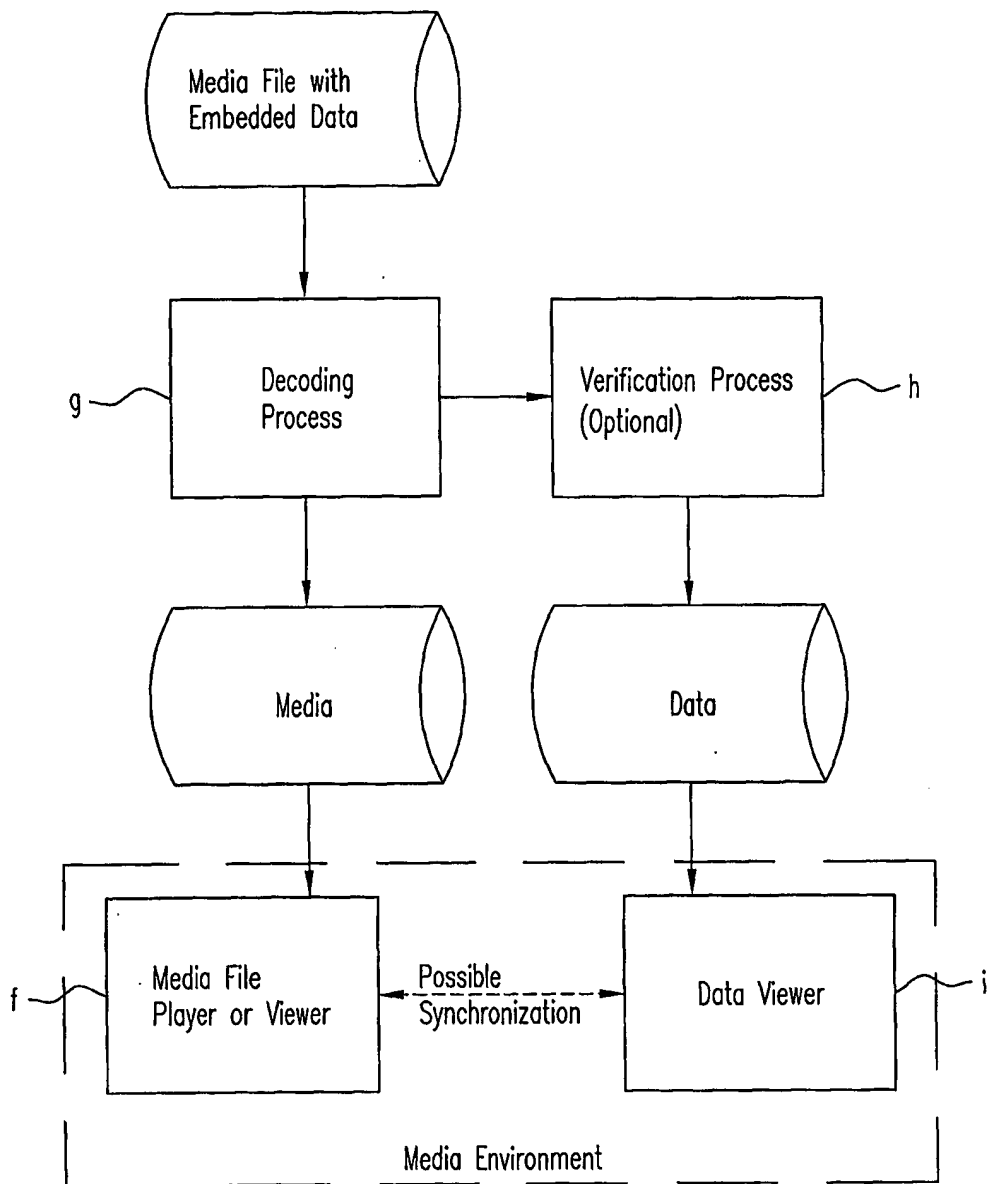 Media File with
Embedded Data
g
Decoding
Process
Verification Process
(Optional)
h
Media
Data
f
Media File
Player or Viewer
Possible
Synchronization
Data Viewer
i
Media Environment